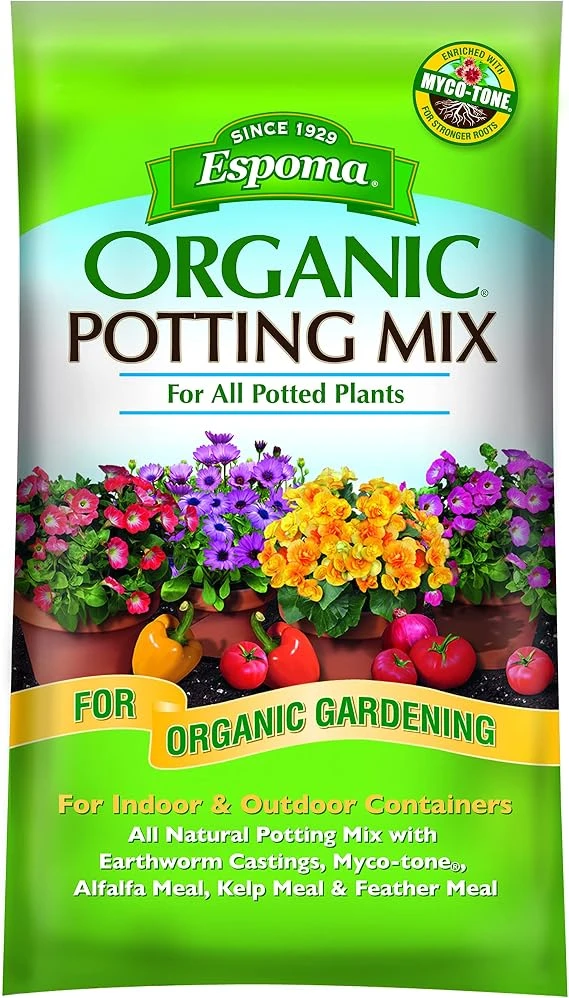 ENRICHED WITH
MYCO-TONE®
FOR STRONGER ROOTS
SINCE 1929
Espoma®
ORGANIC®
POTTING MIX
For All Potted Plants
FOR
ORGANIC GARDENING
For Indoor & Outdoor Containers
All Natural Potting Mix with
Earthworm Castings, Myco-tone®,
Alfalfa Meal, Kelp Meal & Feather Meal